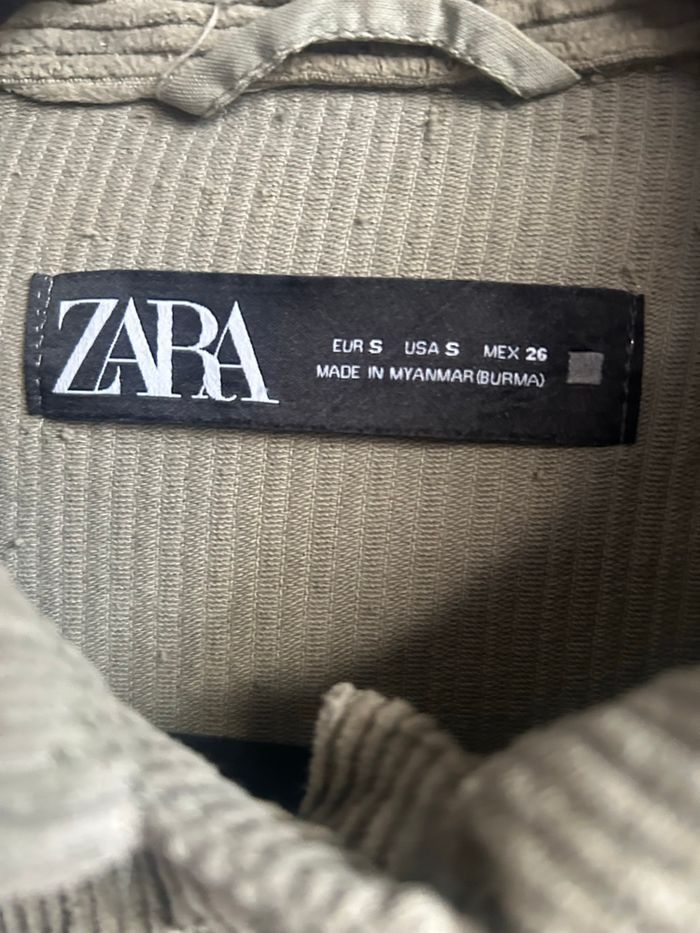 ZARA
EUR S USA S MEX 26
MADE IN MYANMAR (BURMA)